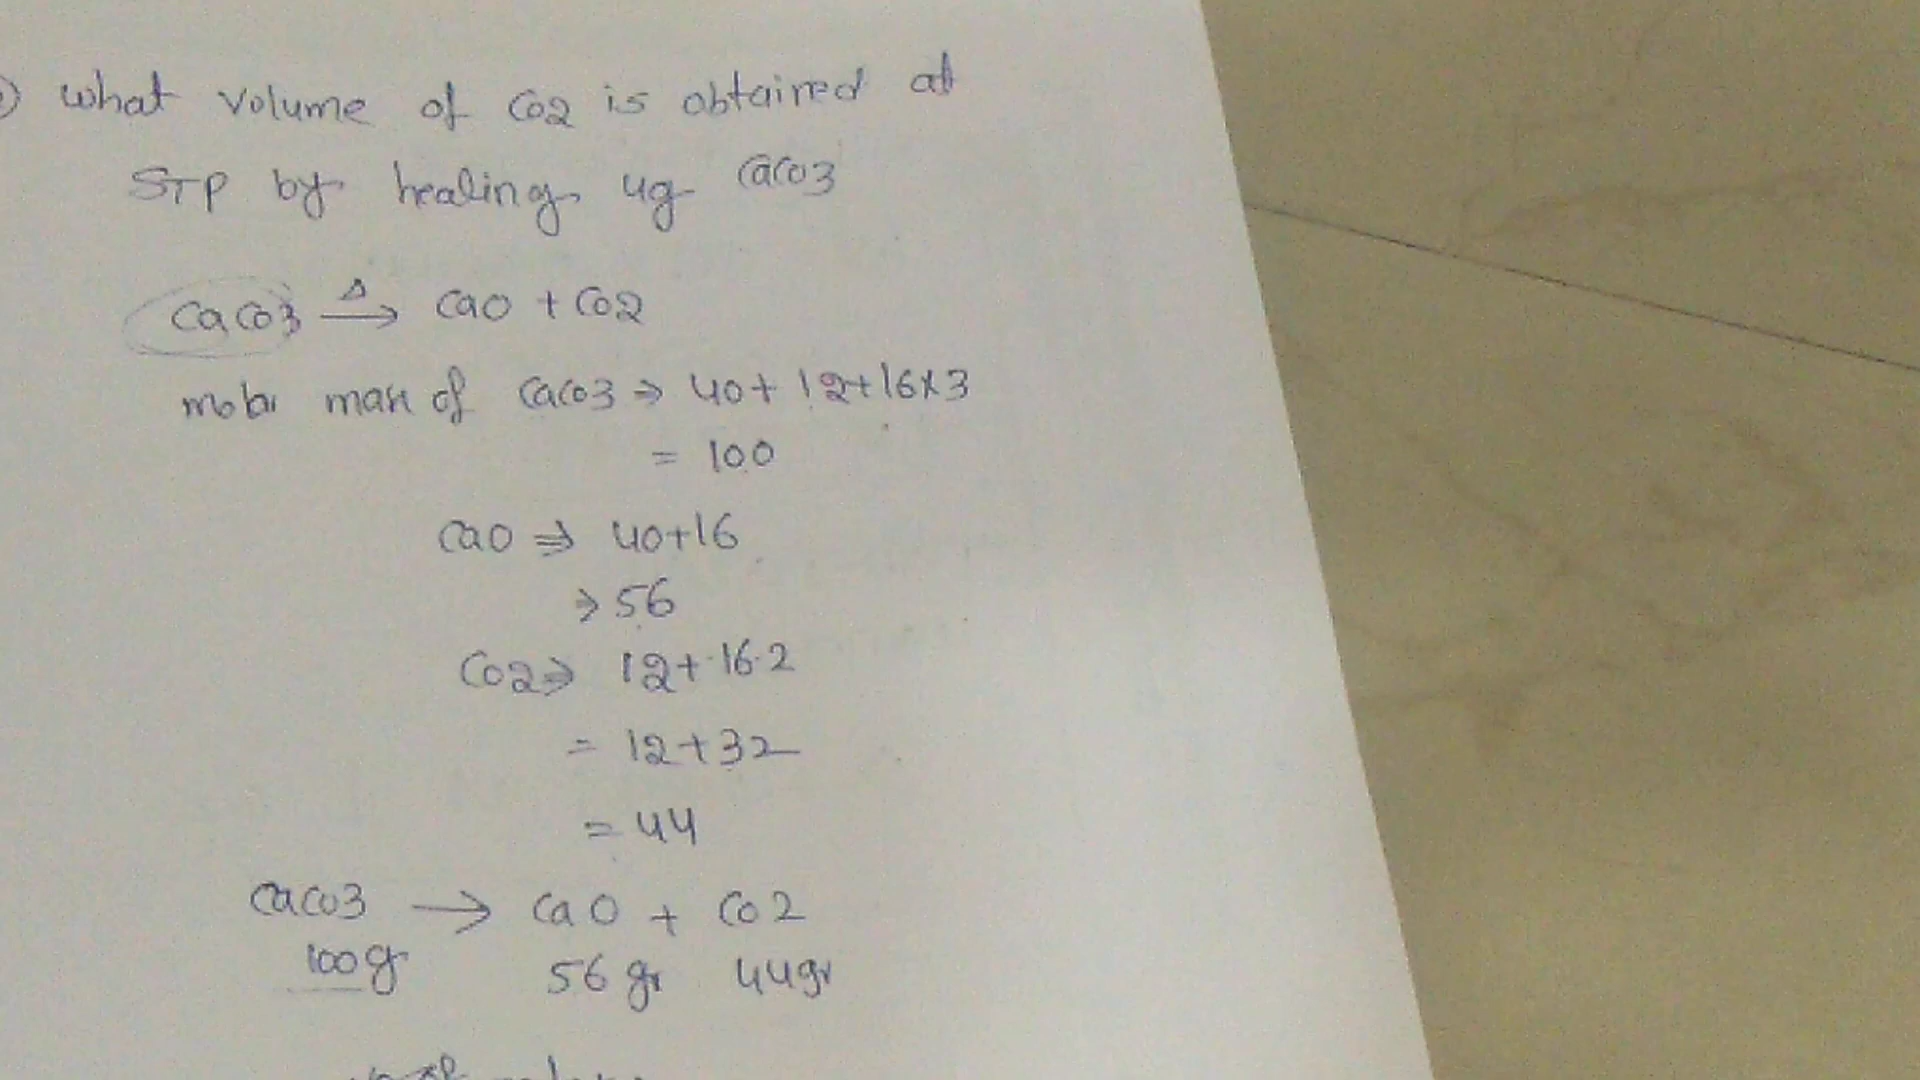 what volume of Co2 is obtained at
STP by heating 4g CaCo3
CaCo3 Δ→ CaO + Co2
molar mass of CaCo3 ⇒ 40+12+16×3
= 100
CaO ⇒ 40+16
⇒ 56
Co2 ⇒ 12+16·2
= 12+32
= 44
CaCo3 → CaO + Co2
100g 56 gr 44gr